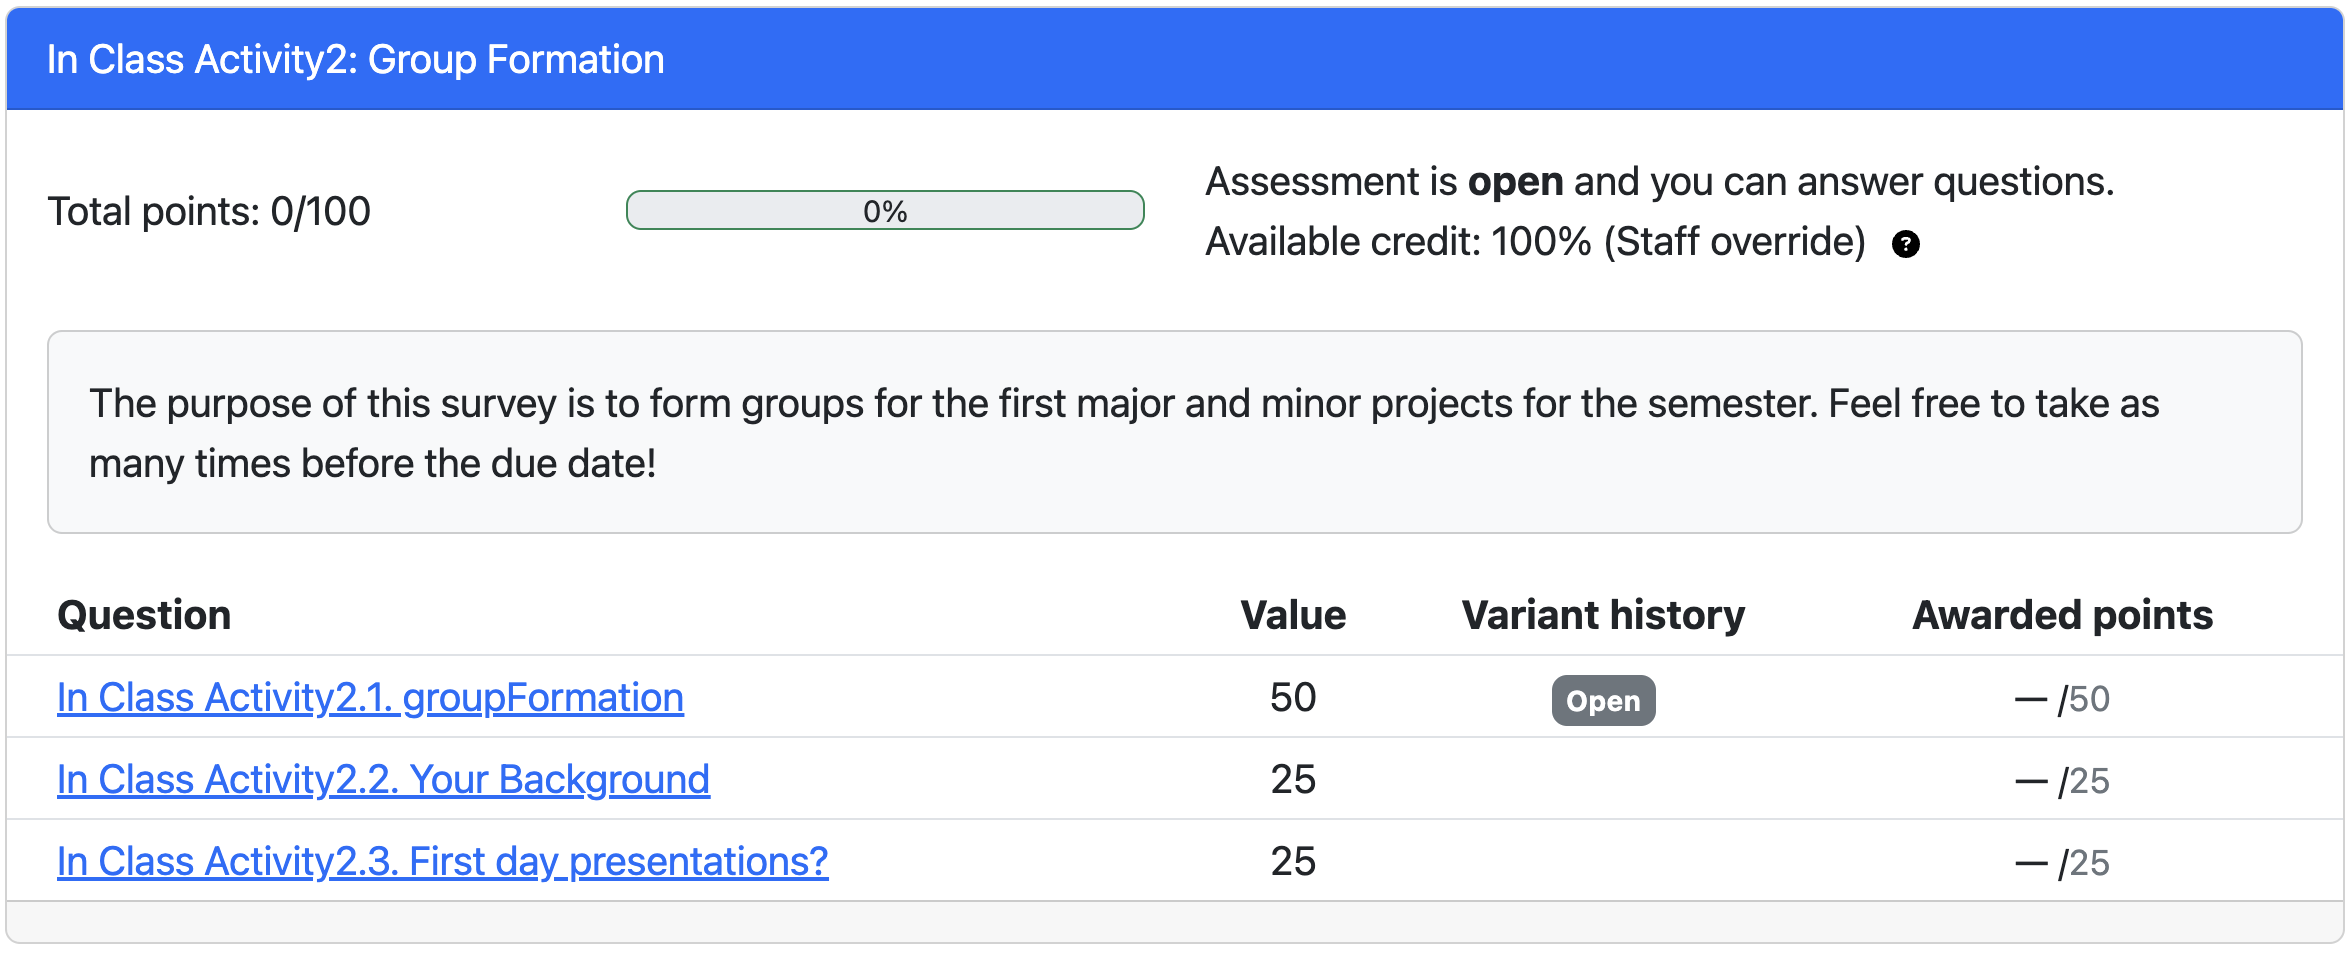 In Class Activity2: Group Formation
Total points: 0/100
0%
Assessment is open and you can answer questions.
Available credit: 100% (Staff override) ?
The purpose of this survey is to form groups for the first major and minor projects for the semester. Feel free to take as
many times before the due date!
Question Value Variant history Awarded points
In Class Activity2.1. groupFormation 50 Open — /50
In Class Activity2.2. Your Background 25 — /25
In Class Activity2.3. First day presentations? 25 — /25